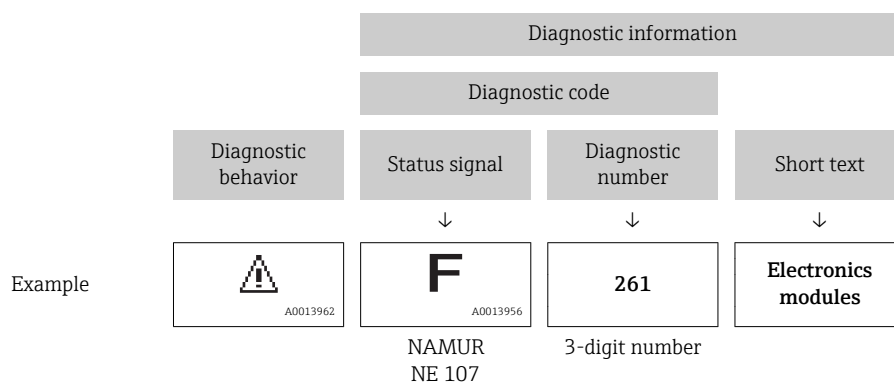 Diagnostic information
Diagnostic code
Diagnostic
behavior
Status signal
Diagnostic
number
Short text
↓ ↓ ↓
Example
A0013962
F
A0013956
261
Electronics
modules
NAMUR
NE 107
3-digit number